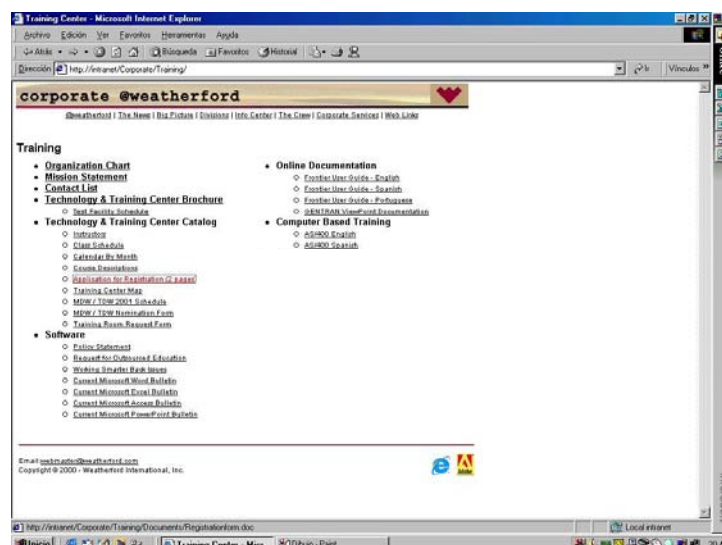 Training Center - Microsoft Internet Explorer
Archivo Edición Ver Favoritos Herramientas Ayuda
Atrás Búsqueda Favoritos Historial
Dirección http://intranet/Corporate/Training/ Ir Vínculos »
corporate @weatherford
@weatherford | The News | Big Picture | Divisions | Info Center | The Crew | Corporate Services | Web Links
Training
Organization Chart
Mission Statement
Contact List
Technology & Training Center Brochure
Test Facility Schedule
Technology & Training Center Catalog
Instructors
Class Schedule
Calendar By Month
Course Descriptions
Application for Registration (2 pages)
Training Center Map
MDW / TDW 2001 Schedule
MDW / TDW Nomination Form
Training Room Request Form
Software
Policy Statement
Request for Outsourced Education
Working Smarter Back Issues
Current Microsoft Word Bulletin
Current Microsoft Excel Bulletin
Current Microsoft Access Bulletin
Current Microsoft PowerPoint Bulletin
Online Documentation
Frontier User Guide - English
Frontier User Guide - Spanish
Frontier User Guide - Portuguese
GENTRAN ViewPoint Documentation
Computer Based Training
AS/400 English
AS/400 Spanish
Email webmaster@weatherford.com
Copyright © 2000 - Weatherford International, Inc.
Adobe
http://intranet/Corporate/Training/Documents/Registrationform.doc Local intranet
Inicio Training Center - Micr... Dibujo - Paint